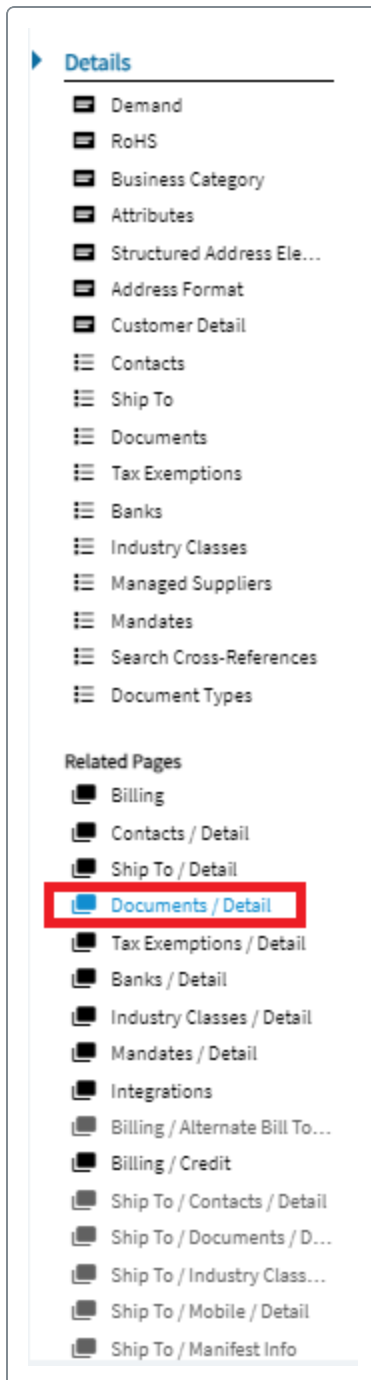 Details
Demand
RoHS
Business Category
Attributes
Structured Address Ele...
Address Format
Customer Detail
Contacts
Ship To
Documents
Tax Exemptions
Banks
Industry Classes
Managed Suppliers
Mandates
Search Cross-References
Document Types
Related Pages
Billing
Contacts / Detail
Ship To / Detail
Documents / Detail
Tax Exemptions / Detail
Banks / Detail
Industry Classes / Detail
Mandates / Detail
Integrations
Billing / Alternate Bill To...
Billing / Credit
Ship To / Contacts / Detail
Ship To / Documents / D...
Ship To / Industry Class...
Ship To / Mobile / Detail
Ship To / Manifest Info